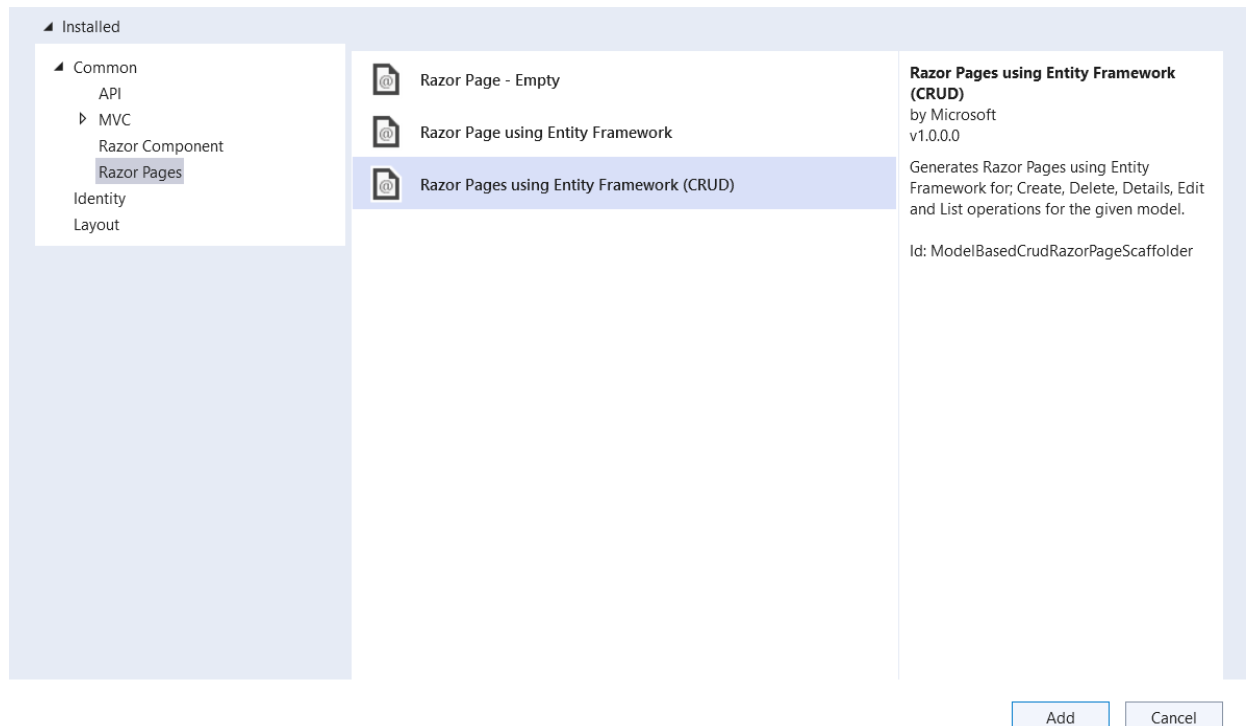 Installed
Common
API
MVC
Razor Component
Razor Pages
Identity
Layout
Razor Page - Empty
Razor Page using Entity Framework
Razor Pages using Entity Framework (CRUD)
Razor Pages using Entity Framework
(CRUD)
by Microsoft
v1.0.0.0
Generates Razor Pages using Entity
Framework for; Create, Delete, Details, Edit
and List operations for the given model.
Id: ModelBasedCrudRazorPageScaffolder
Add
Cancel